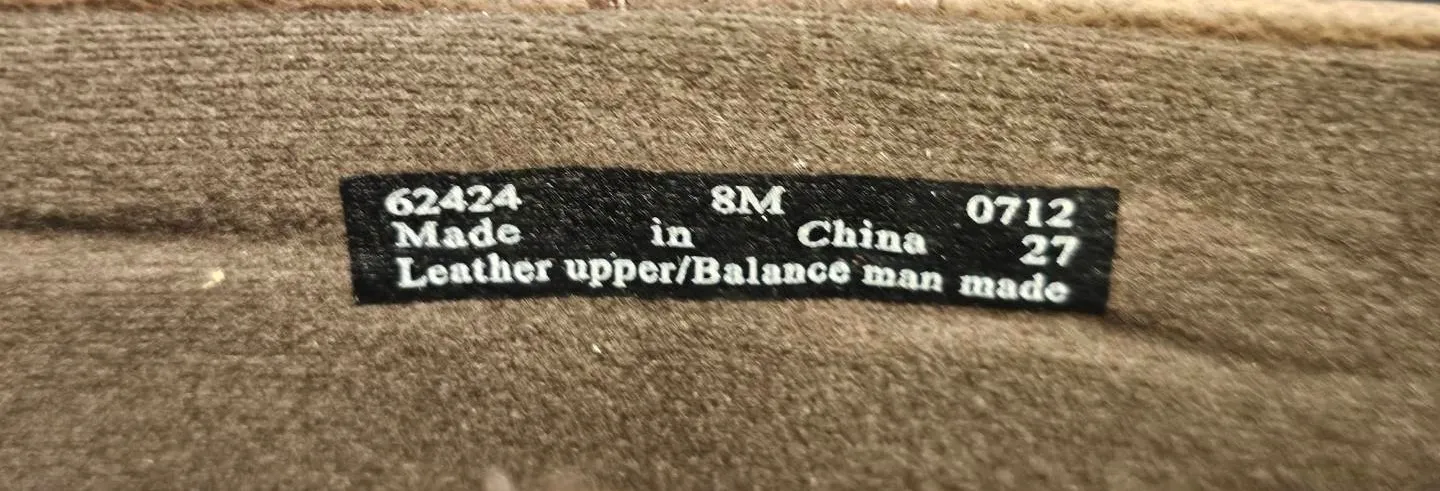 62424 8M 0712
Made in China 27
Leather upper/Balance man made